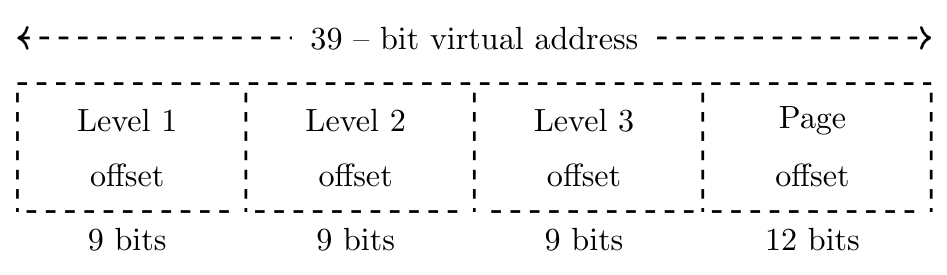 39 – bit virtual address
Level 1 Level 2 Level 3 Page
offset offset offset offset
9 bits 9 bits 9 bits 12 bits